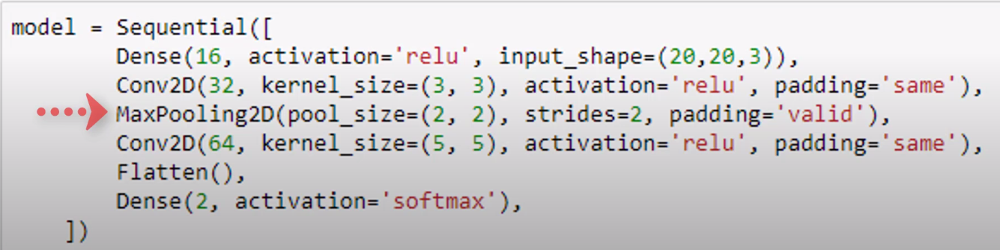 model = Sequential([
        Dense(16, activation='relu', input_shape=(20,20,3)),
        Conv2D(32, kernel_size=(3, 3), activation='relu', padding='same'),
        MaxPooling2D(pool_size=(2, 2), strides=2, padding='valid'),
        Conv2D(64, kernel_size=(5, 5), activation='relu', padding='same'),
        Flatten(),
        Dense(2, activation='softmax'),
    ])